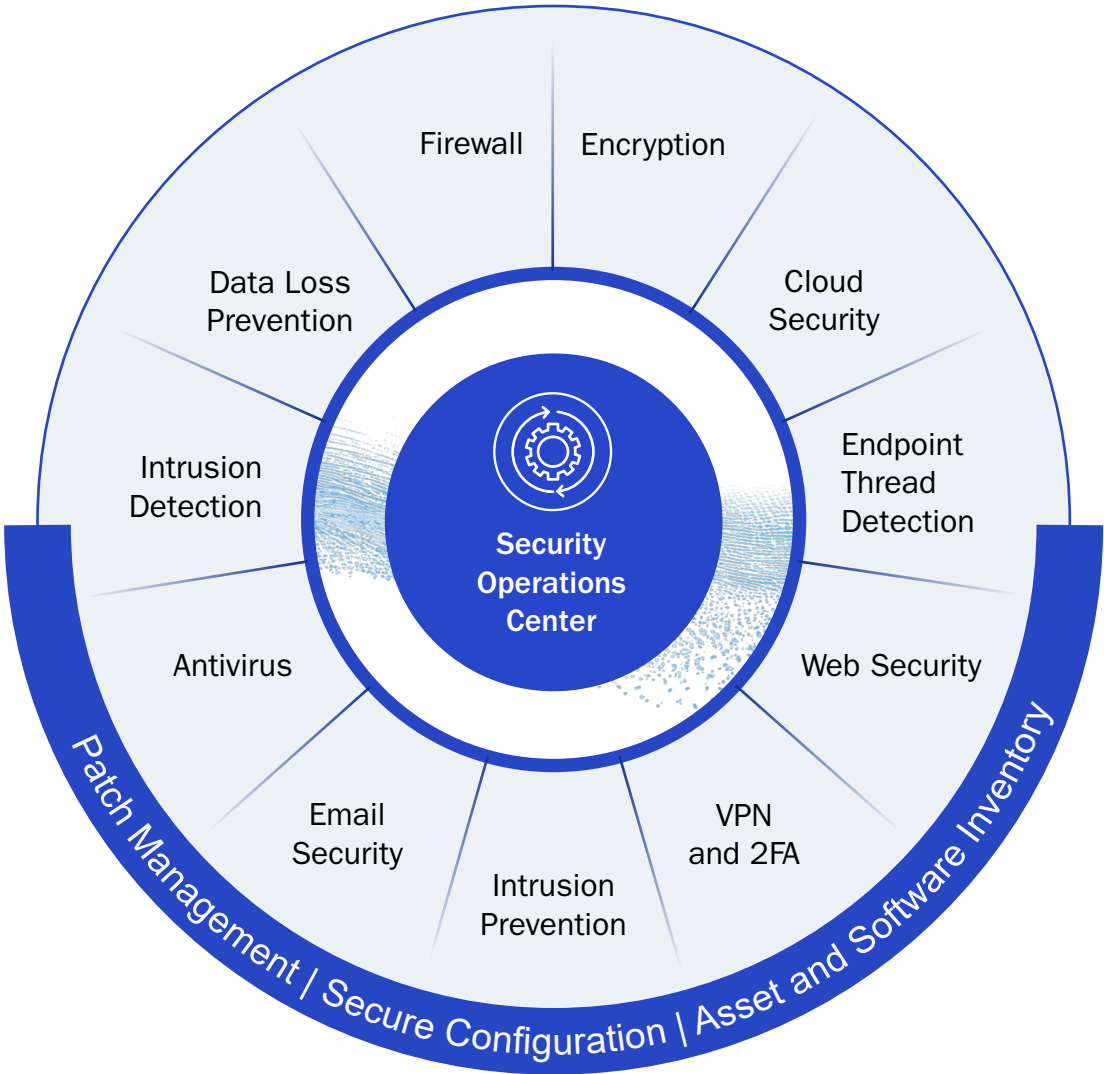 Firewall
Encryption
Cloud
Security
Endpoint
Thread
Detection
Web Security
VPN
and 2FA
Intrusion
Prevention
Email
Security
Antivirus
Intrusion
Detection
Data Loss
Prevention
Security
Operations
Center
Patch Management | Secure Configuration | Asset and Software Inventory